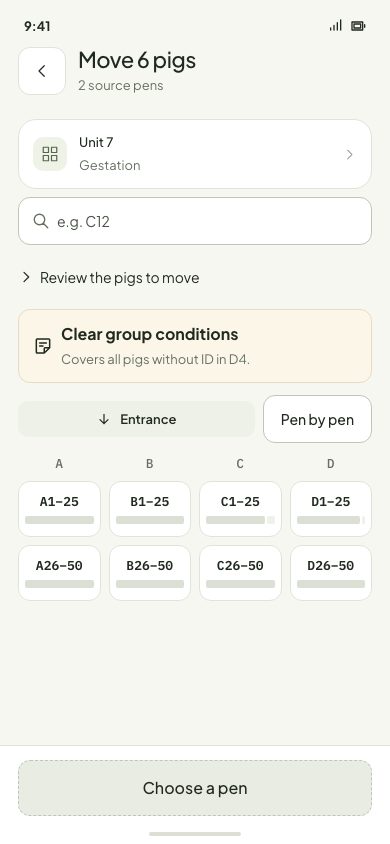 9:41
Move 6 pigs
2 source pens
Unit 7
Gestation
e.g. C12
Review the pigs to move
Clear group conditions
Covers all pigs without ID in D4.
Entrance
Pen by pen
A B C D
A1–25 B1–25 C1–25 D1–25
A26–50 B26–50 C26–50 D26–50
Choose a pen